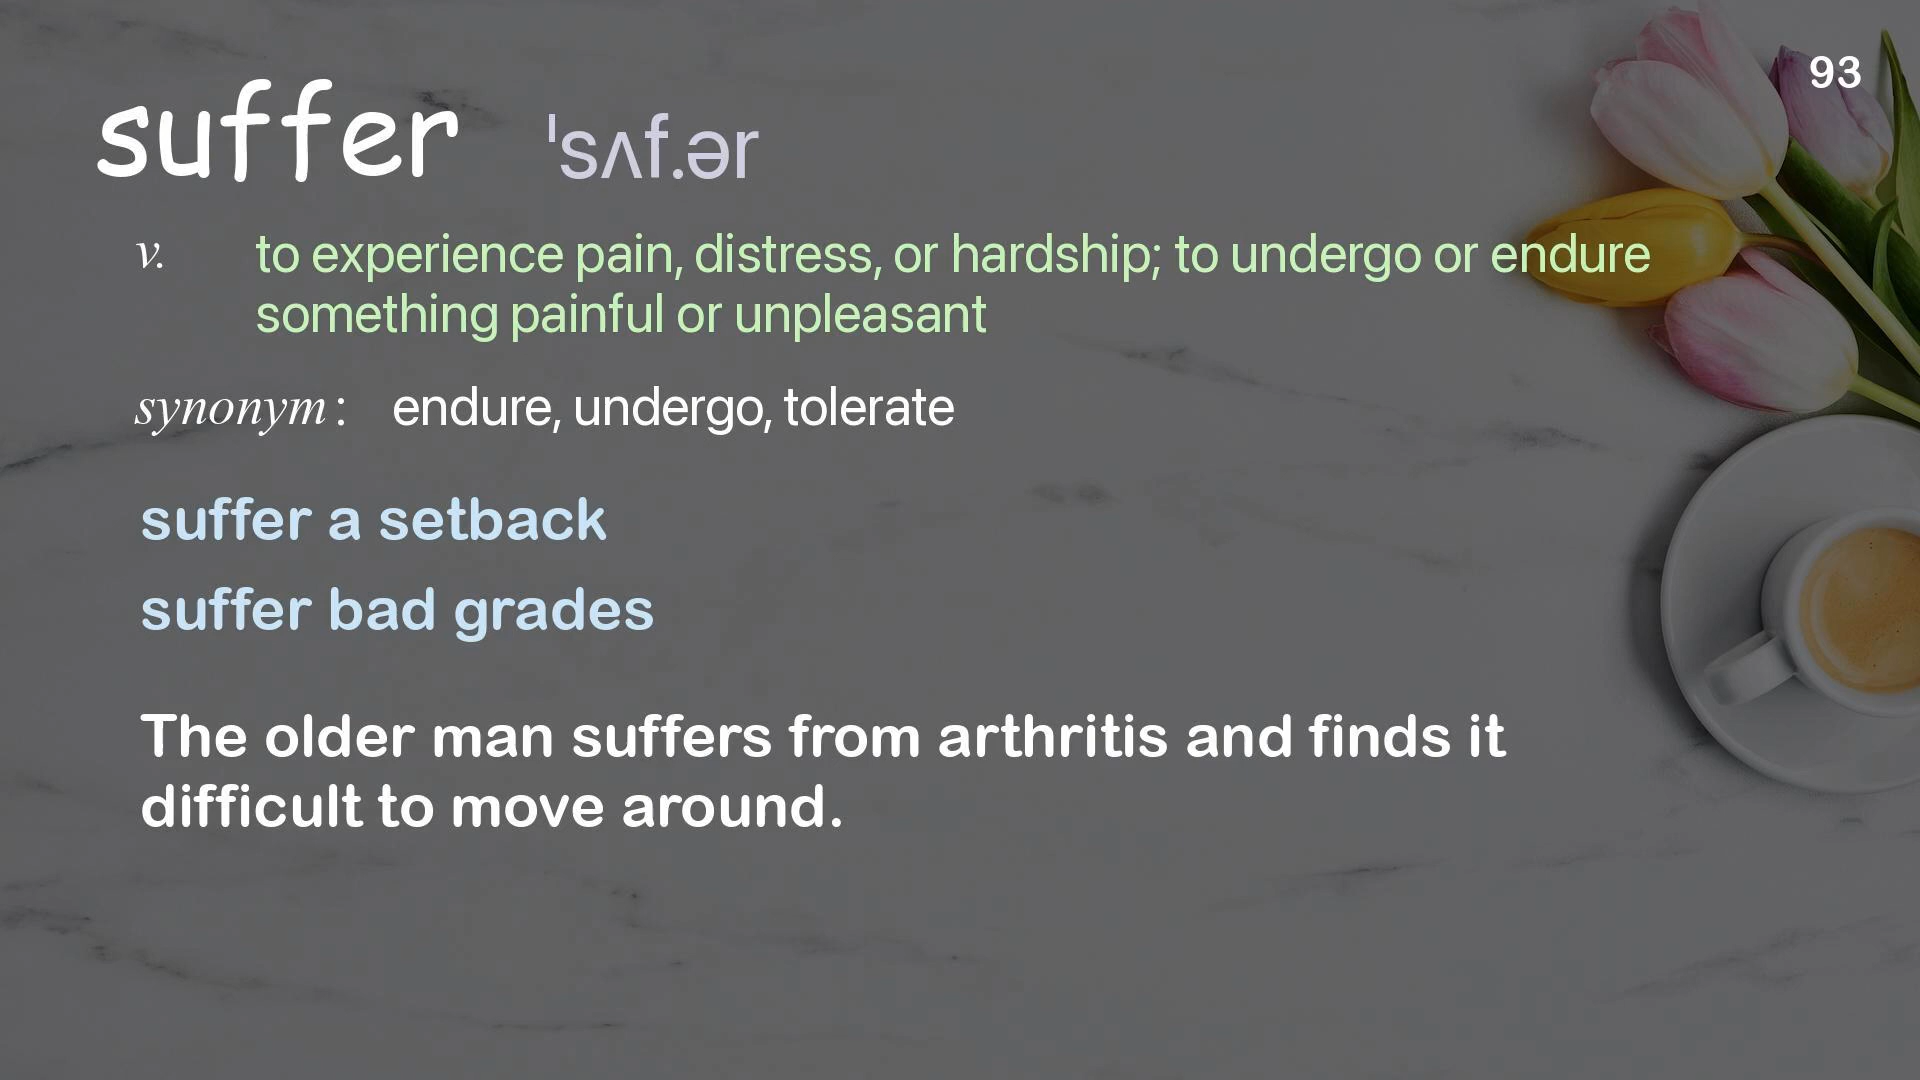 93
suffer ˈsʌf.ər
v. to experience pain, distress, or hardship; to undergo or endure
something painful or unpleasant
synonym : endure, undergo, tolerate
suffer a setback
suffer bad grades
The older man suffers from arthritis and finds it
difficult to move around.